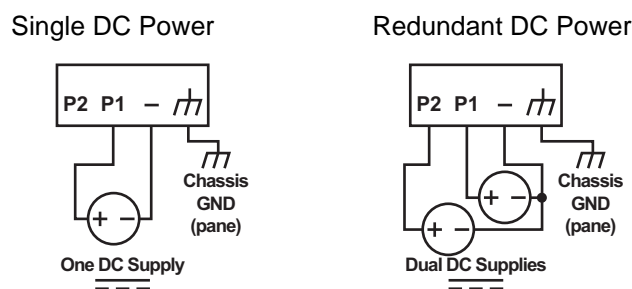 Single DC Power
Redundant DC Power
P2 P1 –
Chassis
GND
(pane)
+ –
One DC Supply
P2 P1 –
Chassis
GND
(pane)
+ –
+ –
Dual DC Supplies